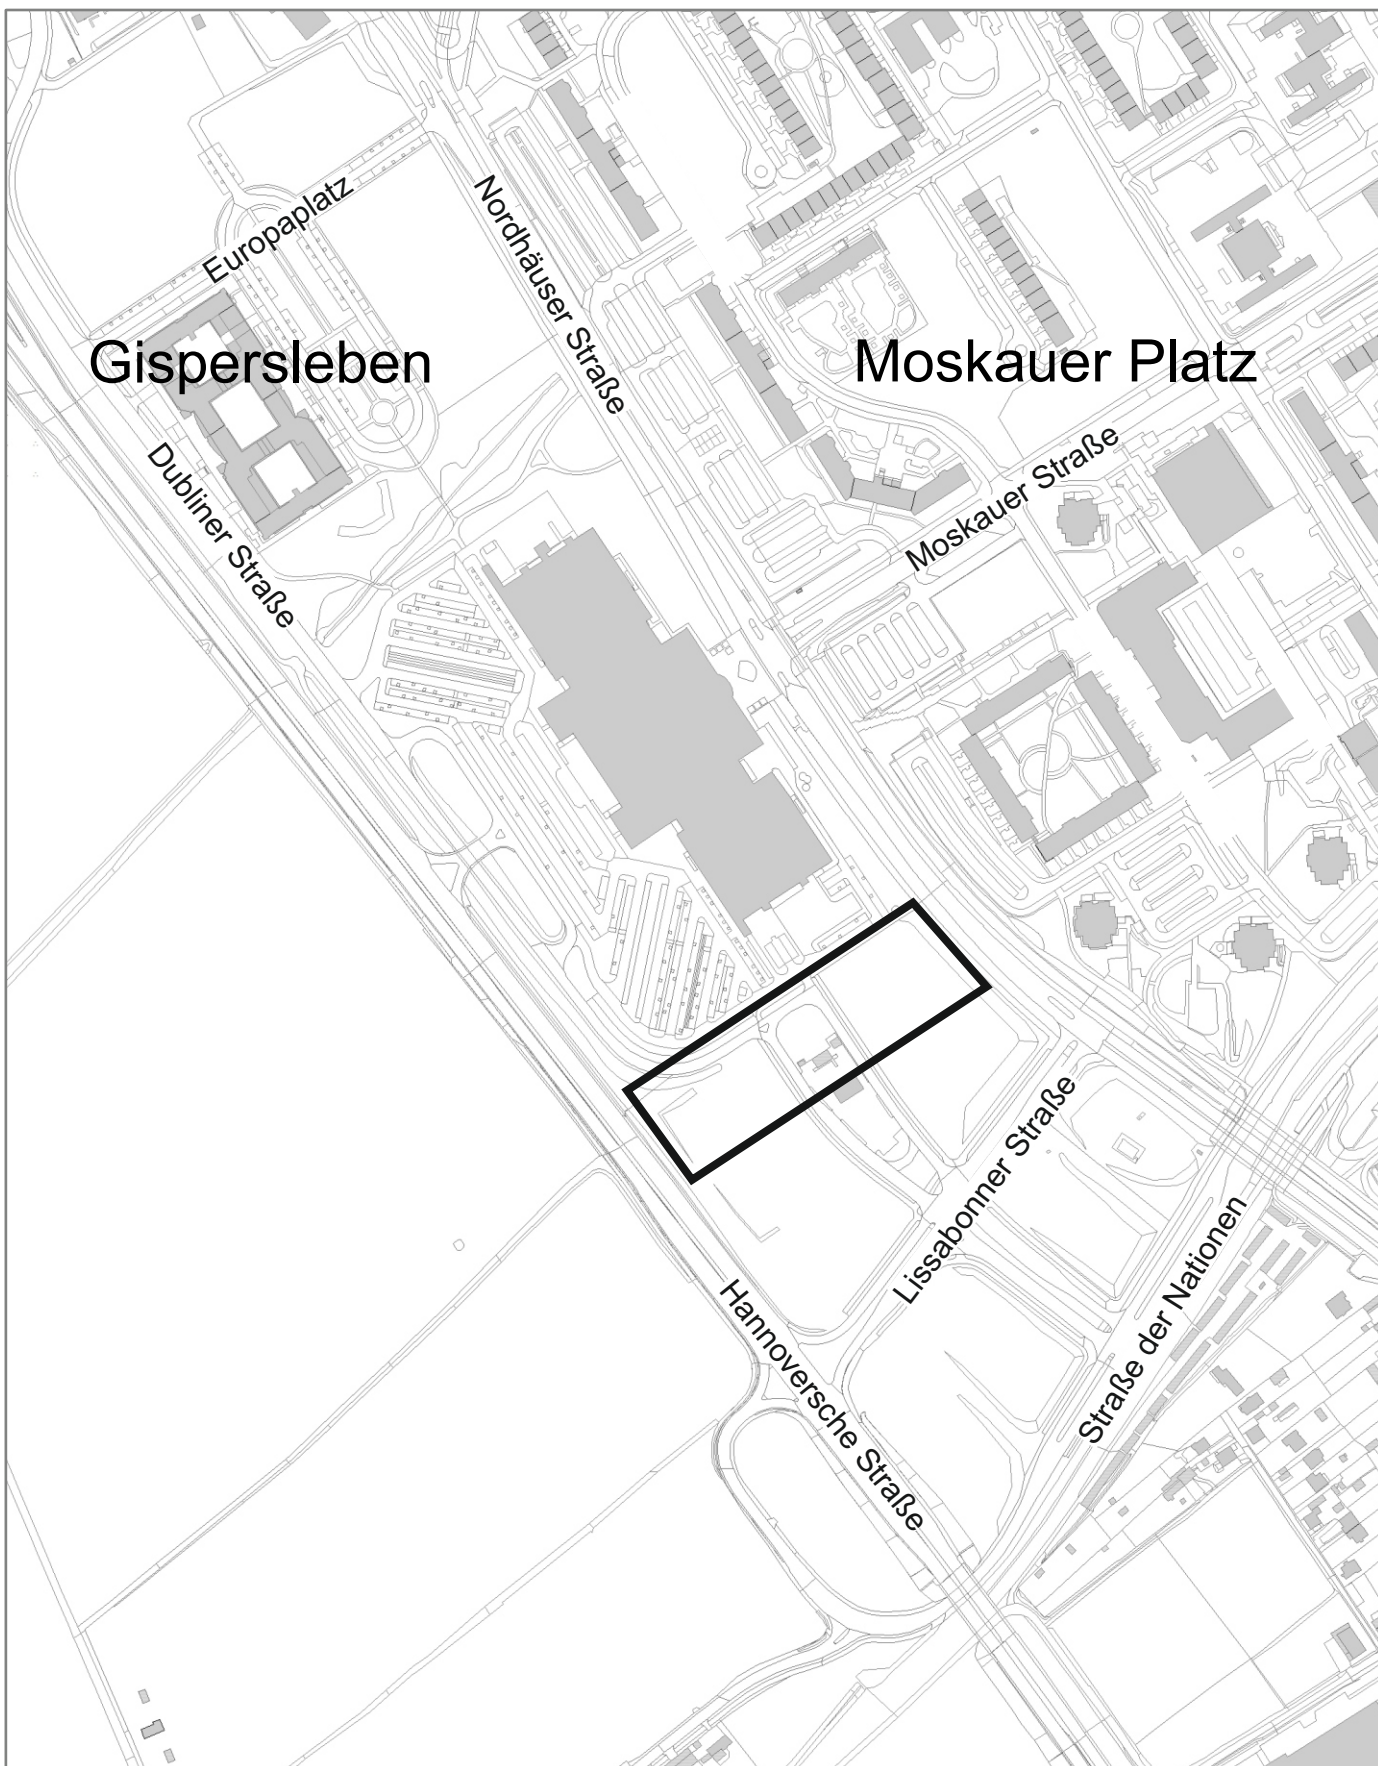 Europaplatz
Nordhäuser Straße
Gispersleben
Moskauer Platz
Dubliner Straße
Moskauer Straße
Lissabonner Straße
Straße der Nationen
Hannoversche Straße